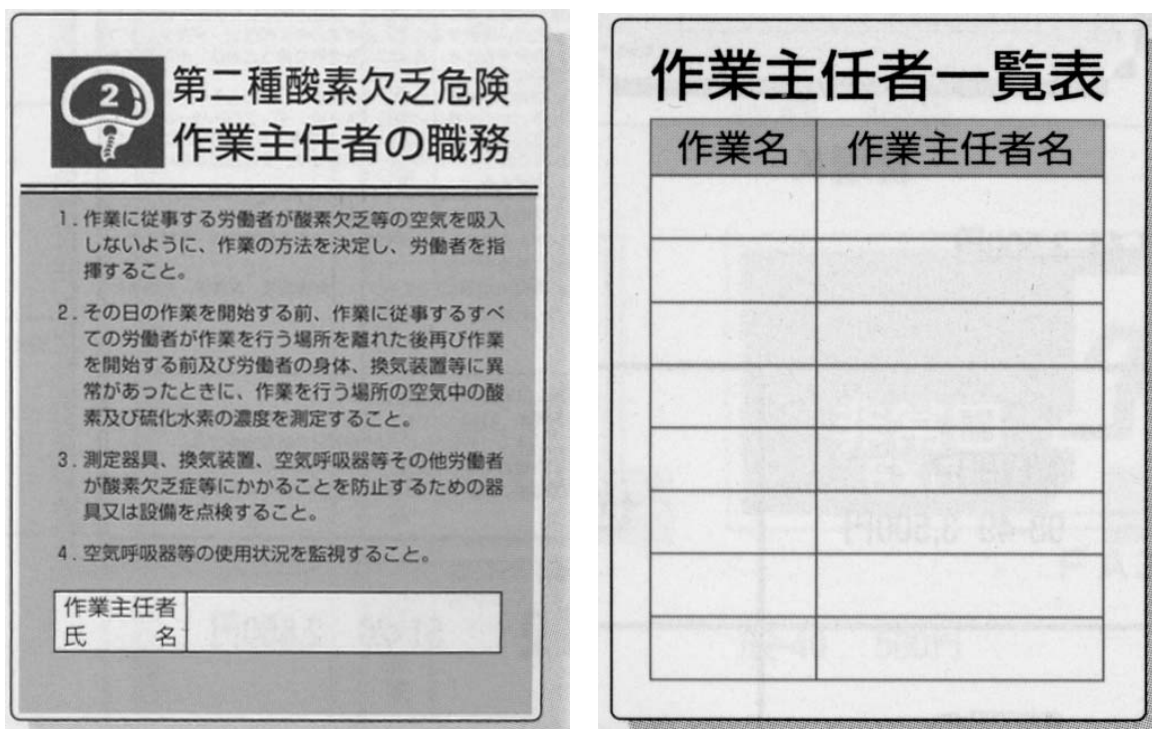 2
第二種酸素欠乏危険
作業主任者の職務
1. 作業に従事する労働者が酸素欠乏等の空気を吸入
しないように、作業の方法を決定し、労働者を指
揮すること。
2. その日の作業を開始する前、作業に従事するすべ
ての労働者が作業を行う場所を離れた後再び作業
を開始する前及び労働者の身体、換気装置等に異
常があったときに、作業を行う場所の空気中の酸
素及び硫化水素の濃度を測定すること。
3. 測定器具、換気装置、空気呼吸器等その他労働者
が酸素欠乏症等にかかることを防止するための器
具又は設備を点検すること。
4. 空気呼吸器等の使用状況を監視すること。
作業主任者
氏 名
作業主任者一覧表
作業名 作業主任者名